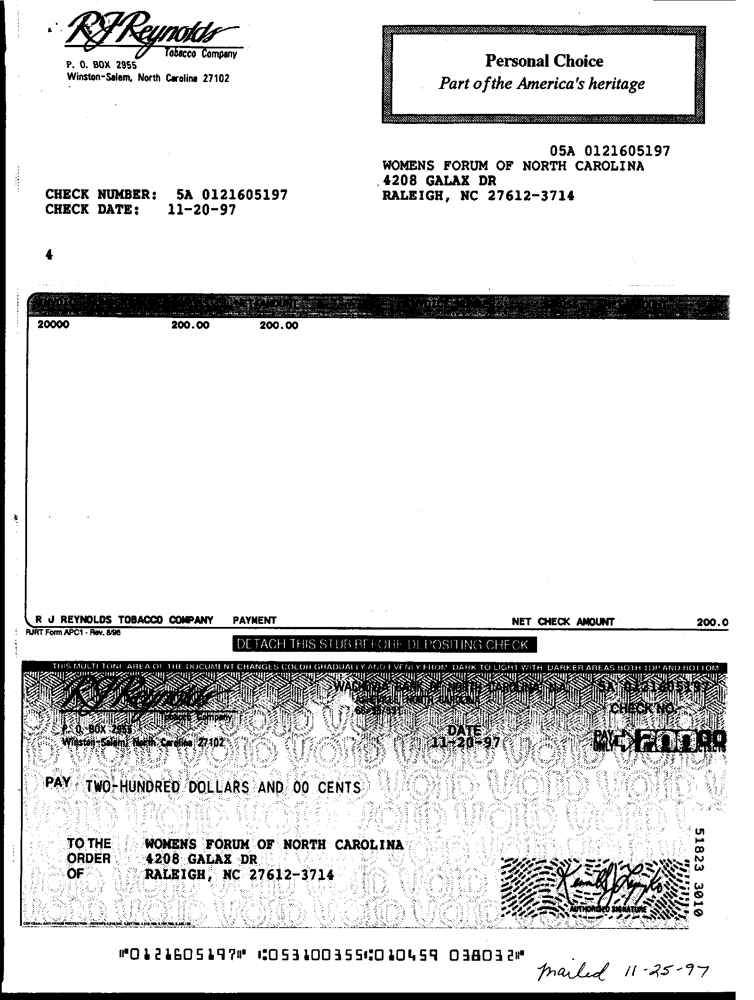 RJReynolds
Tobacco Company
P. O. BOX 2955
Winston-Salem, North Carolina 27102
Personal Choice
Part of the America's heritage
05A 0121605197
WOMENS FORUM OF NORTH CAROLINA
4208 GALAX DR
RALEIGH, NC 27612-3714
CHECK NUMBER: 5A 0121605197
CHECK DATE: 11-20-97
4
20000 200.00 200.00
R J REYNOLDS TOBACCO COMPANY PAYMENT NET CHECK AMOUNT 200.0
RJRT Form APC1 - Rev. 8/96
DETACH THIS STUB BEFORE DEPOSITING CHECK
THIS MULTI TONE AREA OF THE DOCUMENT CHANGES COLOR GRADUALLY AND EVENLY FROM DARK TO LIGHT WITH DARKER AREAS BOTH TOP AND BOTTOM
RJReynolds
Tobacco Company
WACHOVIA BANK OF NORTH CAROLINA, N.A.
5A 0121605197
CHECK NO.
P. O. BOX 2955
Winston-Salem, North Carolina 27102
DATE
11-20-97
PAY TWO-HUNDRED DOLLARS AND 00 CENTS
TO THE ORDER OF
WOMENS FORUM OF NORTH CAROLINA
4208 GALAX DR
RALEIGH, NC 27612-3714
AUTHORIZED SIGNATURE
51823 3010
⑈0121605197⑈ ⑆053100355⑆010459 038032⑈
mailed 11-25-97